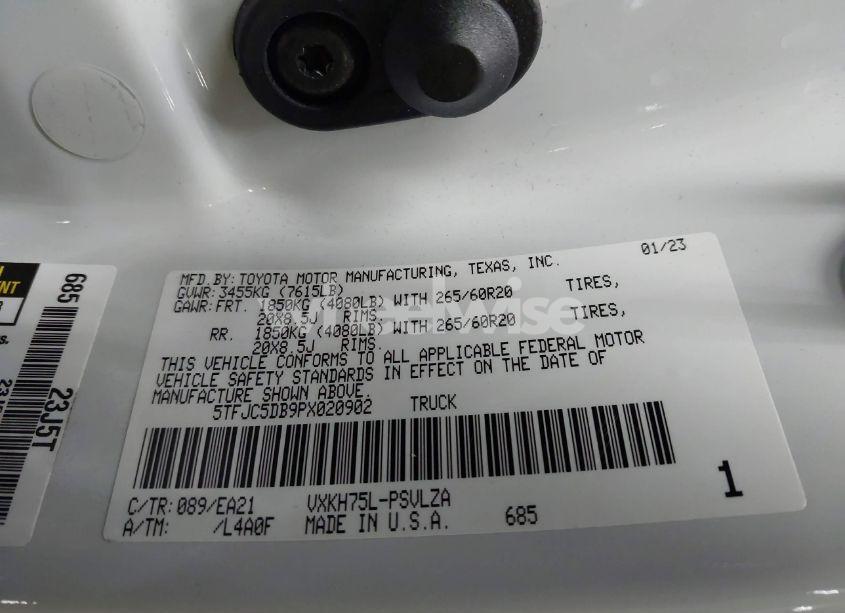 01/23
MFD.BY: TOYOTA MOTOR MANUFACTURING, TEXAS, INC.
GVWR: 3455KG (7615LB)
GAWR: FRT. 1850KG (4080LB) WITH 265/60R20 TIRES,
20X8.5J RIMS.
RR. 1850KG (4080LB) WITH 265/60R20 TIRES,
20X8.5J RIMS.
THIS VEHICLE CONFORMS TO ALL APPLICABLE FEDERAL MOTOR
VEHICLE SAFETY STANDARDS IN EFFECT ON THE DATE OF
MANUFACTURE SHOWN ABOVE.
5TFJC5DB9PX020902 TRUCK
C/TR: 089/EA21 VXKH75L-PSVLZA
A/TM: /L4A0F MADE IN U.S.A. 685
1
685
23J5T